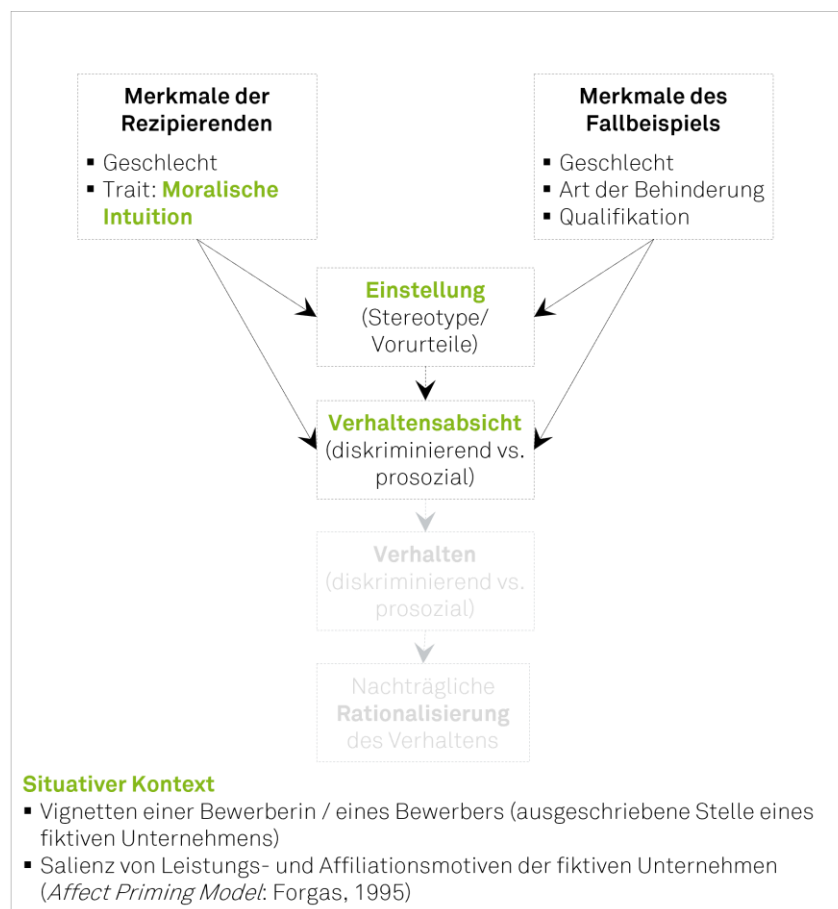 Merkmale der
Rezipierenden
▪ Geschlecht
▪ Trait: Moralische
Intuition
Merkmale des
Fallbeispiels
▪ Geschlecht
▪ Art der Behinderung
▪ Qualifikation
Einstellung
(Stereotype/
Vorurteile)
Verhaltensabsicht
(diskriminierend vs.
prosozial)
Verhalten
(diskriminierend vs.
prosozial)
Nachträgliche
Rationalisierung
des Verhaltens
Situativer Kontext
▪ Vignetten einer Bewerberin / eines Bewerbers (ausgeschriebene Stelle eines
fiktiven Unternehmens)
▪ Salienz von Leistungs- und Affiliationsmotiven der fiktiven Unternehmen
(Affect Priming Model: Forgas, 1995)